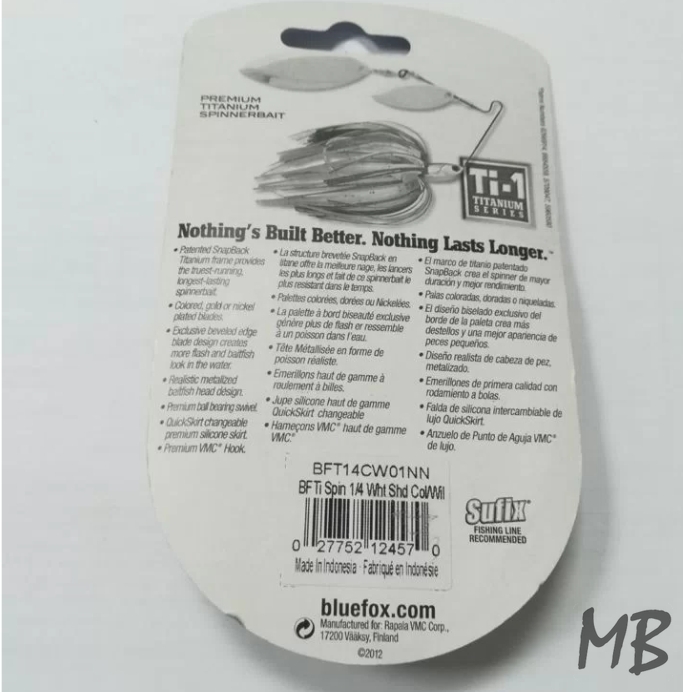 PREMIUM
TITANIUM
SPINNERBAIT
Ti-1
TITANIUM
SERIES
Nothing's Built Better. Nothing Lasts Longer.™
• Patented SnapBack
Titanium frame provides
the truest-running,
longest-lasting
spinnerbait.
• Colored, gold or nickel
plated blades.
• Exclusive beveled edge
blade design creates
more flash and baitfish
look in the water.
• Realistic metalized
baitfish head design.
• Premium ball bearing swivel.
• QuickSkirt changeable
premium silicone skirt.
• Premium VMC® Hook.
• La structure brevetée SnapBack en
titane offre la meilleure nage, les lancers
les plus longs et fait de ce spinnerbait le
plus resistant dans le temps.
• Palettes colorées, dorées ou Nickelées.
• La palette à bord biseauté exclusive
génère plus de flash er ressemble
à un poisson dans l'eau.
• Tête Métallisée en forme de
poisson réaliste.
• Emerillons haut de gamme à
roulement à billes.
• Jupe silicone haut de gamme
QuickSkirt changeable
• Hameçons VMC® haut de gamme
VMC®
• El marco de titanio patentado
SnapBack crea el spinner de mayor
duración y mejor rendimiento.
• Palas coloradas, doradas o niqueladas.
• El diseño biselado exclusivo del
borde de la paleta crea más
destellos y una mejor apariencia de
peces pequeños.
• Diseño realista de cabeza de pez,
metalizado.
• Emerillones de primera calidad con
rodamiento a bolas.
• Falda de silicona intercambiable de
lujo QuickSkirt.
• Anzuelo de Punto de Aguja VMC®
de lujo.
BFT14CW01NN
BF Ti Spin 1/4 Wht Shd Col/Wil
0 27752 12457 0
Made in Indonesia · Fabriqué en Indonésie
Sufix
FISHING LINE
RECOMMENDED
bluefox.com
Manufactured for: Rapala VMC Corp.,
17200 Vääksy, Finland
©2012
MB